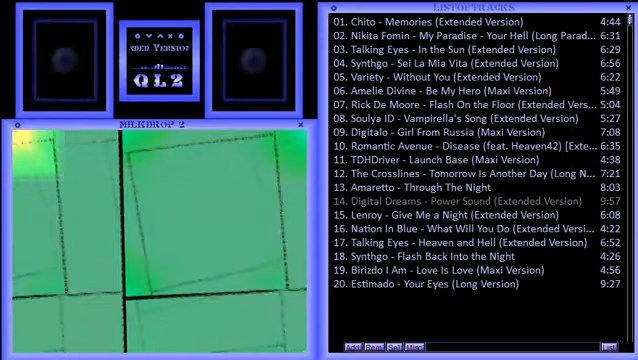 LISTOPTRACKS
01. Chito - Memories (Extended Version) 4:44
02. Nikita Fomin - My Paradise - Your Hell (Long Parad... 6:31
03. Talking Eyes - In the Sun (Extended Version) 6:29
04. Synthgo - Sei La Mia Vita (Extended Version) 6:56
05. Variety - Without You (Extended Version) 6:22
06. Amelie Divine - Be My Hero (Maxi Version) 5:49
07. Rick De Moore - Flash On the Floor (Extended Vers... 5:04
08. Soulya ID - Vampirella's Song (Extended Version) 5:27
09. Digitalo - Girl From Russia (Maxi Version) 7:08
10. Romantic Avenue - Disease (feat. Heaven42) [Exte... 6:35
11. TDHDriver - Launch Base (Maxi Version) 4:38
12. The Crosslines - Tomorrow Is Another Day (Long N... 7:21
13. Amaretto - Through The Night 8:03
14. Digital Dreams - Power Sound (Extended Version) 9:57
15. Lenroy - Give Me a Night (Extended Version) 6:08
16. Nation In Blue - What Will You Do (Extended Versi... 4:22
17. Talking Eyes - Heaven and Hell (Extended Version) 6:52
18. Synthgo - Flash Back Into the Night 4:26
19. Birizdo I Am - Love Is Love (Maxi Version) 4:56
20. Estimado - Your Eyes (Long Version) 9:27
Add Rem Sel Misc List
MILKDROP 2